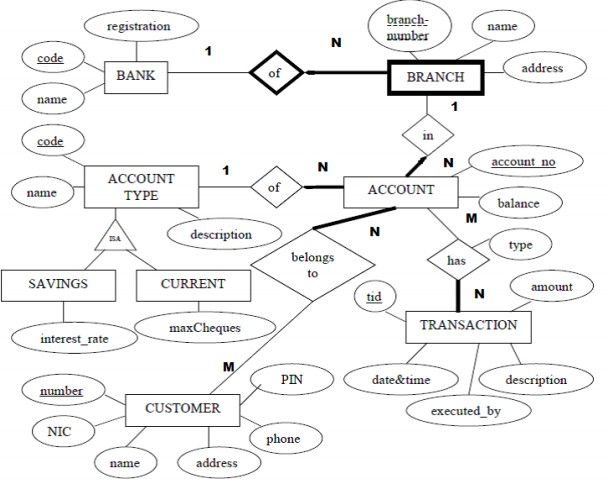 registration
branch-
number
name
1
N
code
BANK
of
BRANCH
address
name
1
code
in
ACCOUNT
TYPE
1
of
N
ACCOUNT
N
account_no
name
M
balance
description
N
ISA
belongs
to
has
type
SAVINGS
CURRENT
tid
N
amount
interest_rate
maxCheques
TRANSACTION
M
PIN
date&time
description
number
CUSTOMER
executed_by
NIC
phone
name
address